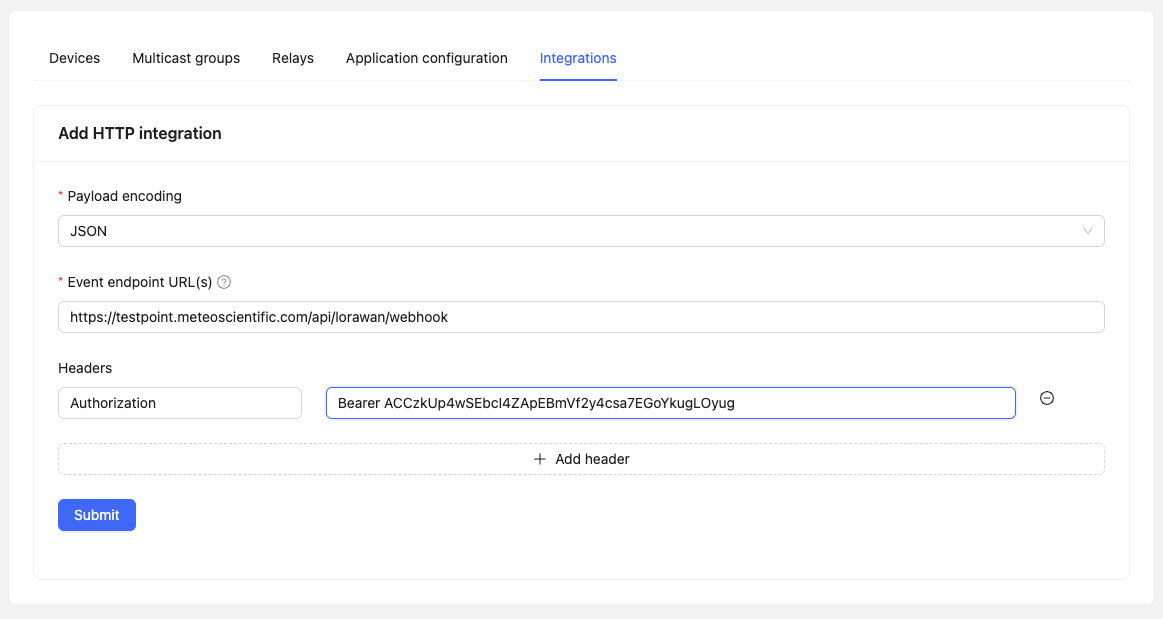 Devices Multicast groups Relays Application configuration Integrations
Add HTTP integration
* Payload encoding
JSON
* Event endpoint URL(s) ?
https://testpoint.meteoscientific.com/api/lorawan/webhook
Headers
Authorization Bearer ACCzkUp4wSEbcI4ZApEBmVf2y4csa7EGoYkugLOyug
+ Add header
Submit